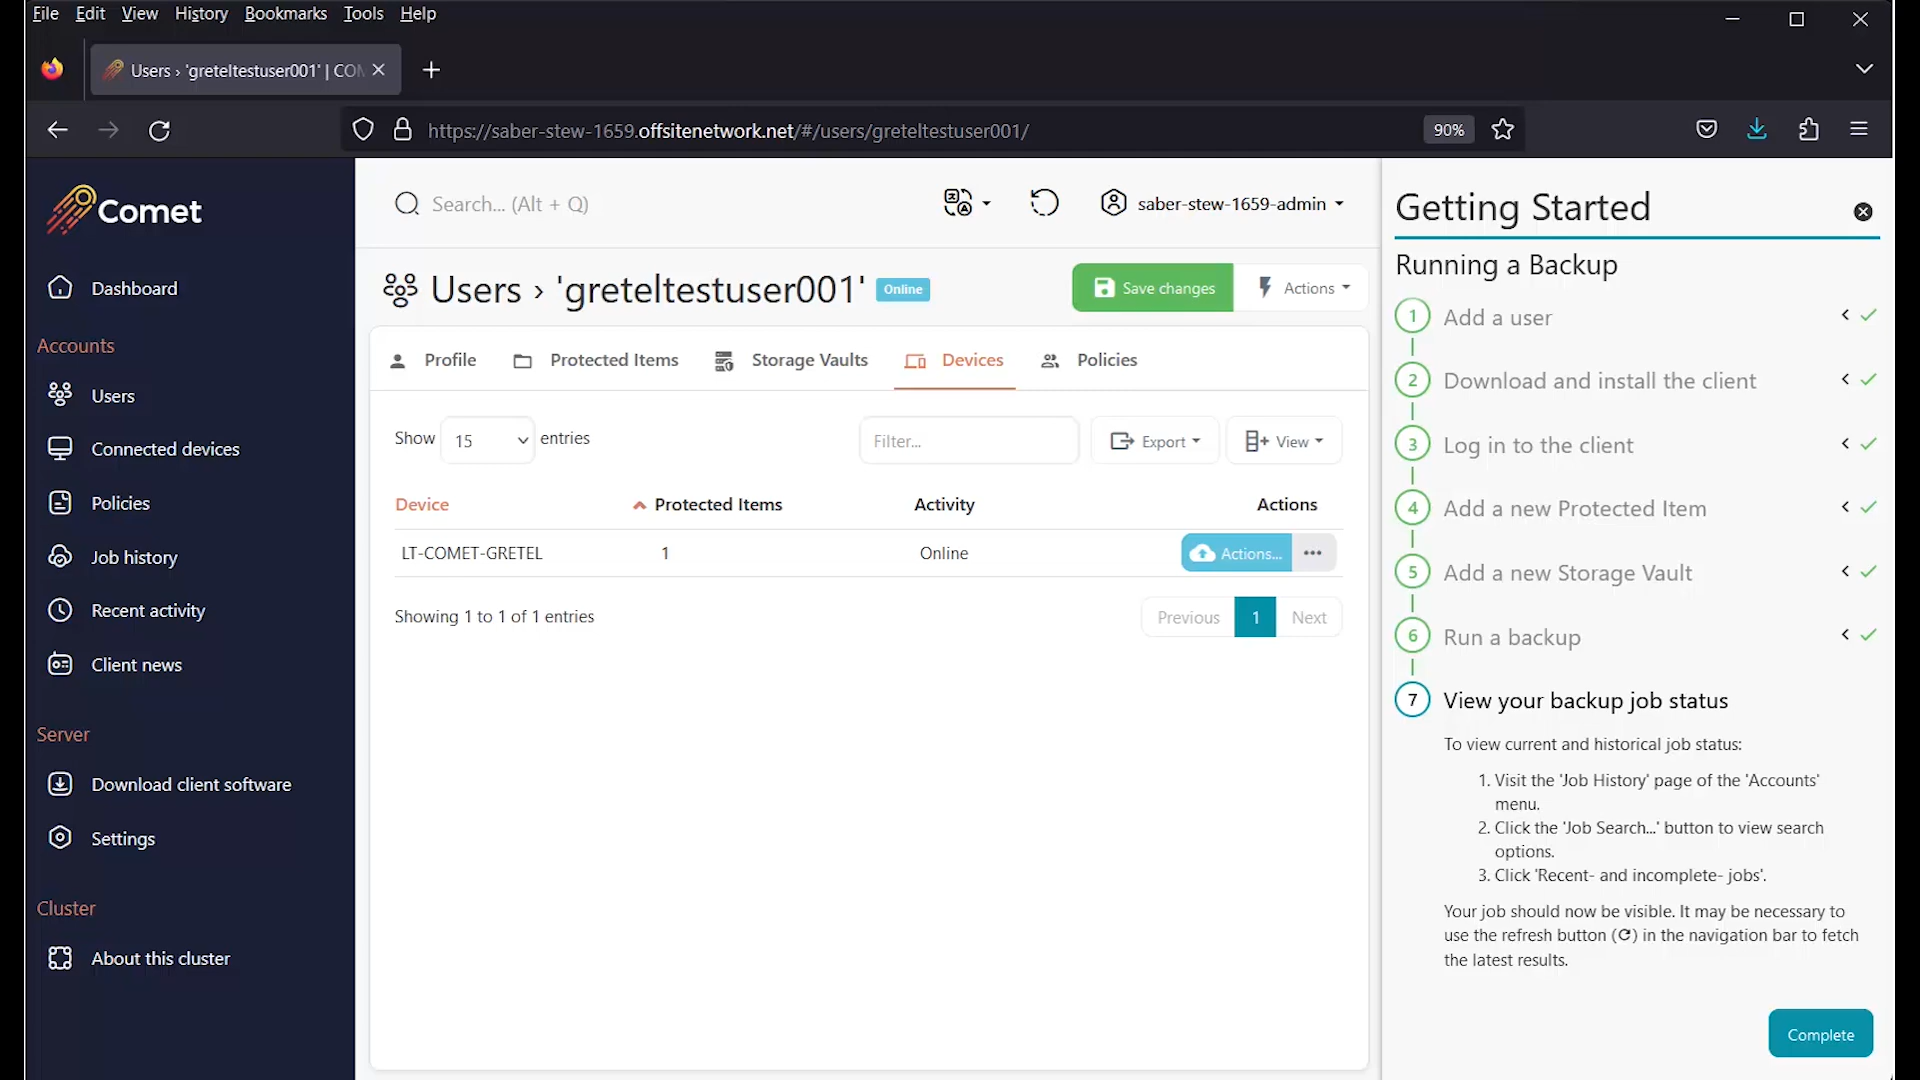 File Edit View History Bookmarks Tools Help
Users › 'greteltestuser001' | COM
https://saber-stew-1659.offsitenetwork.net/#/users/greteltestuser001/
90%
Comet
Dashboard
Accounts
Users
Connected devices
Policies
Job history
Recent activity
Client news
Server
Download client software
Settings
Cluster
About this cluster
Search... (Alt + Q)
saber-stew-1659-admin
Users › 'greteltestuser001' Online
Save changes
Actions
Profile Protected Items Storage Vaults Devices Policies
Show 15 entries
Filter...
Export
View
Device Protected Items Activity Actions
LT-COMET-GRETEL 1 Online Actions...
Showing 1 to 1 of 1 entries
Previous 1 Next
Getting Started
Running a Backup
1 Add a user
2 Download and install the client
3 Log in to the client
4 Add a new Protected Item
5 Add a new Storage Vault
6 Run a backup
7 View your backup job status
To view current and historical job status:
1. Visit the 'Job History' page of the 'Accounts'
menu.
2. Click the 'Job Search...' button to view search
options.
3. Click 'Recent- and incomplete- jobs'.
Your job should now be visible. It may be necessary to
use the refresh button (⟳) in the navigation bar to fetch
the latest results.
Complete